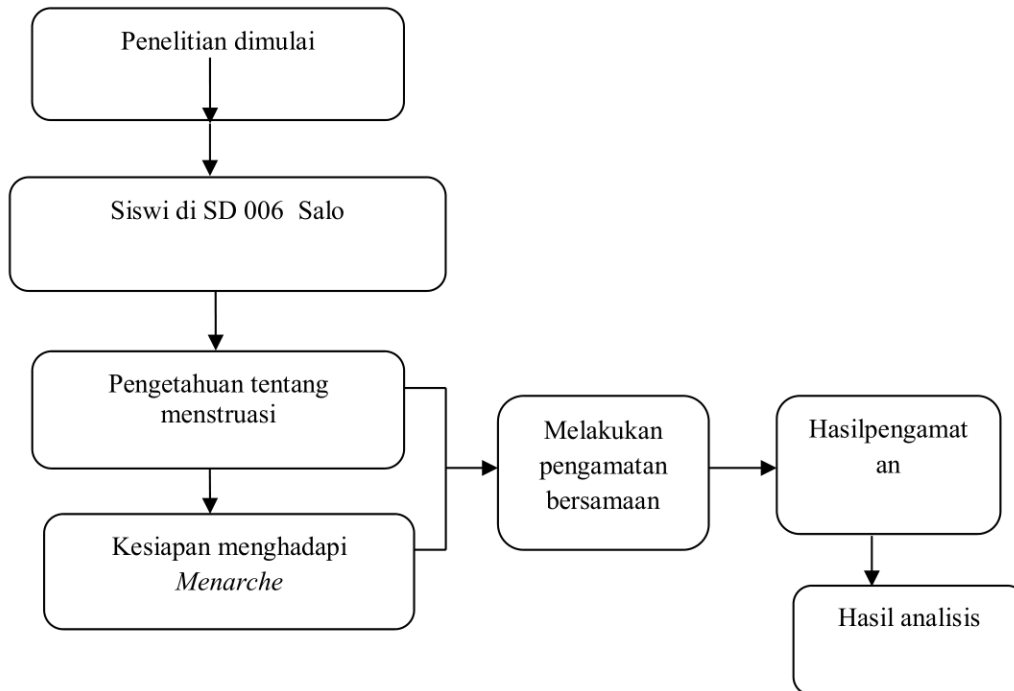 Penelitian dimulai
Siswi di SD 006  Salo
Pengetahuan tentang
menstruasi
Kesiapan menghadapi
Menarche
Melakukan
pengamatan
bersamaan
Hasilpengamat
an
Hasil analisis